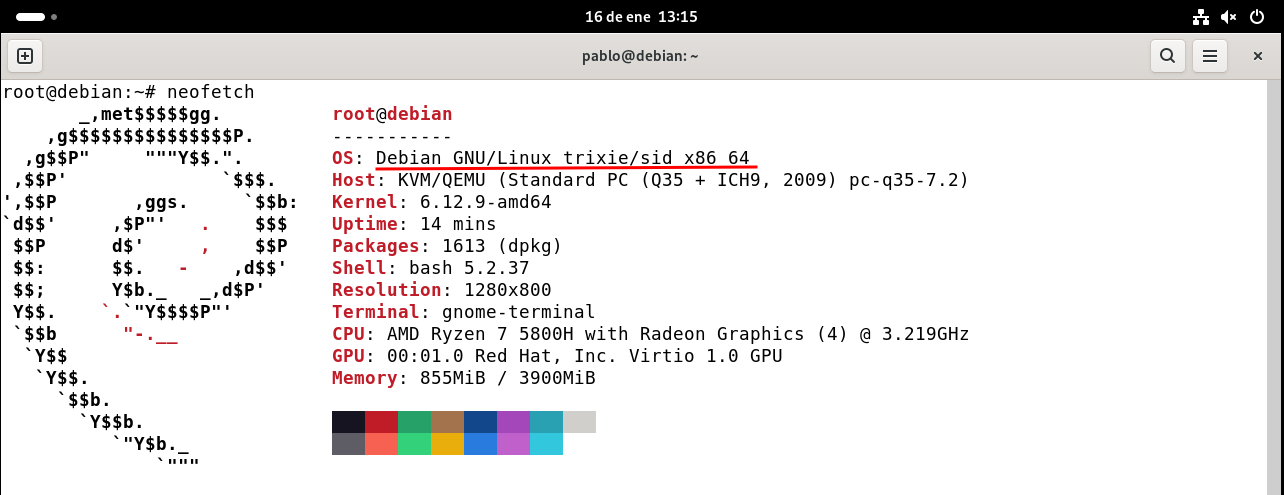 16 de ene 13:15
pablo@debian: ~
root@debian:~# neofetch
       _,met$$$$$gg.          root@debian
    ,g$$$$$$$$$$$$$$$P.       -----------
  ,g$$P"     """Y$$.".        OS: Debian GNU/Linux trixie/sid x86_64
 ,$$P'              `$$$.     Host: KVM/QEMU (Standard PC (Q35 + ICH9, 2009) pc-q35-7.2)
',$$P       ,ggs.     `$$b:   Kernel: 6.12.9-amd64
`d$$'     ,$P"'   .    $$$    Uptime: 14 mins
 $$P      d$'     ,    $$P    Packages: 1613 (dpkg)
 $$:      $$.   -    ,d$$'    Shell: bash 5.2.37
 $$;      Y$b._   _,d$P'      Resolution: 1280x800
 Y$$.    `.`"Y$$$$P"'         Terminal: gnome-terminal
 `$$b      "-.__              CPU: AMD Ryzen 7 5800H with Radeon Graphics (4) @ 3.219GHz
  `Y$$                        GPU: 00:01.0 Red Hat, Inc. Virtio 1.0 GPU
   `Y$$.                      Memory: 855MiB / 3900MiB
     `$$b.
       `Y$$b.
          `"Y$b._
              `"""